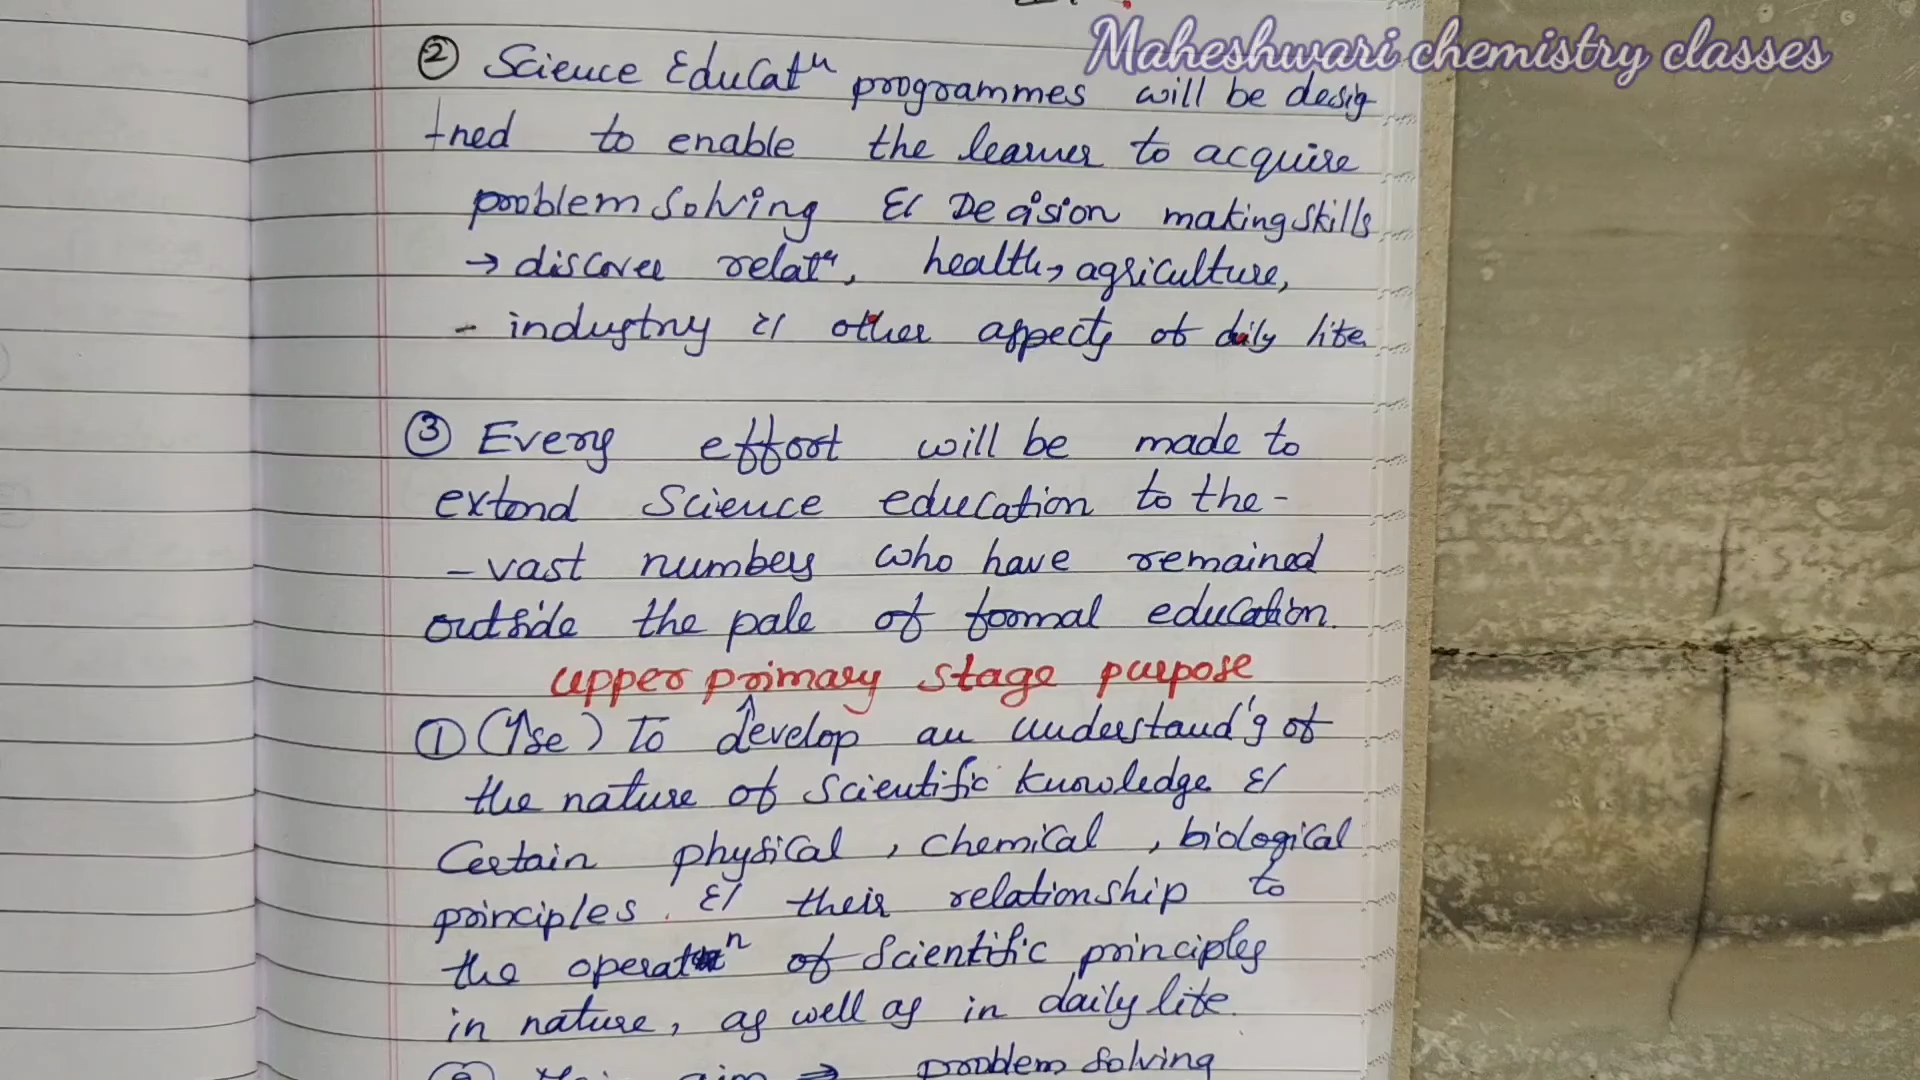 Maheshwari chemistry classes
② Science Educatⁿ programmes will be desig
-ned to enable the learner to acquire
problem solving & Decision making skills
→ discover relatⁿ, health, agriculture,
- industry & other aspects of daily life
③ Every effort will be made to
extend Science education to the -
- vast numbers who have remained
outside the pale of formal education.
upper primary stage purpose
① (↑se) To develop an understand'g of
the nature of scientific knowledge &
Certain physical, chemical, biological
principles & their relationship to
the operatⁿ of scientific principles
in nature, as well as in daily life.
aim → problem solving